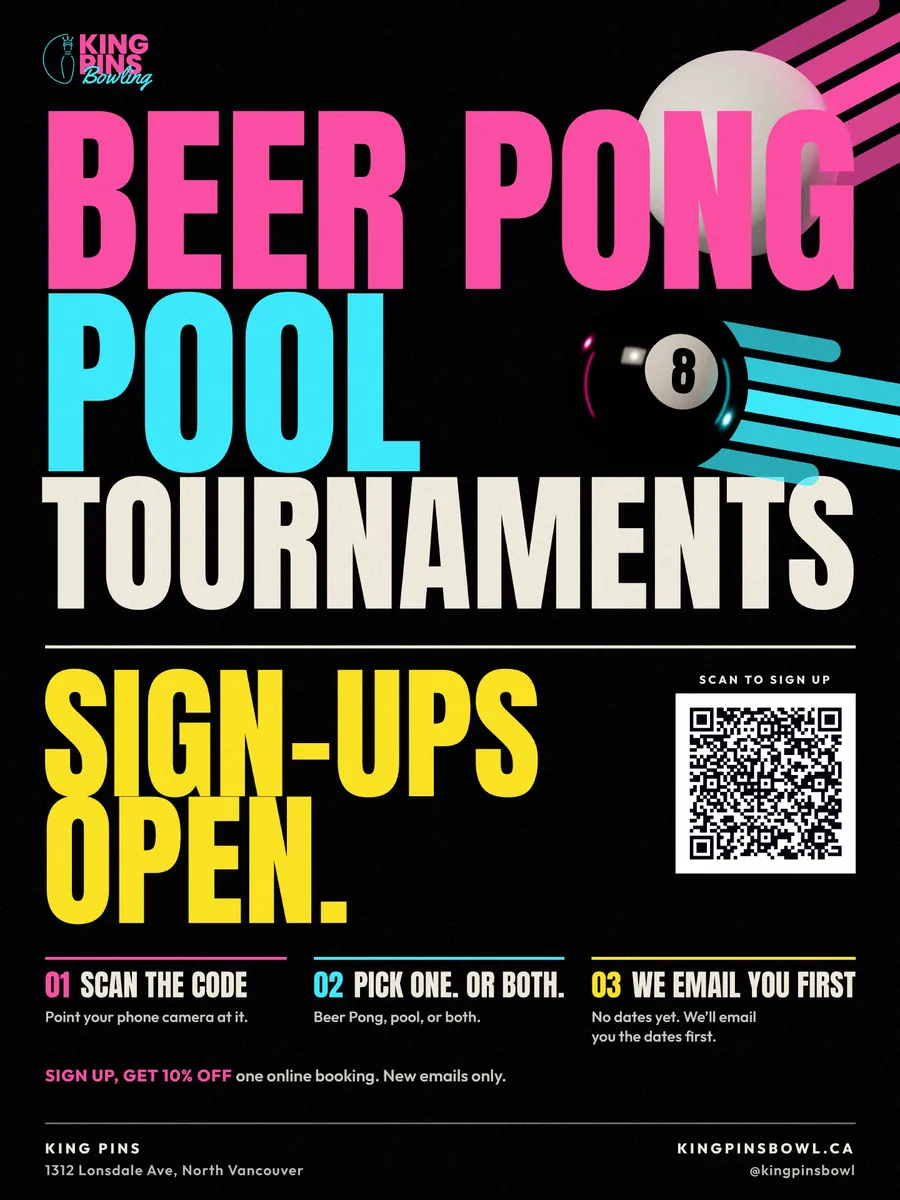 KING
PINS
Bowling
BEER PONG
POOL
8
TOURNAMENTS
SIGN-UPS
OPEN.
SCAN TO SIGN UP
01 SCAN THE CODE
Point your phone camera at it.
02 PICK ONE. OR BOTH.
Beer Pong, pool, or both.
03 WE EMAIL YOU FIRST
No dates yet. We'll email
you the dates first.
SIGN UP, GET 10% OFF one online booking. New emails only.
KING PINS
1312 Lonsdale Ave, North Vancouver
KINGPINSBOWL.CA
@kingpinsbowl